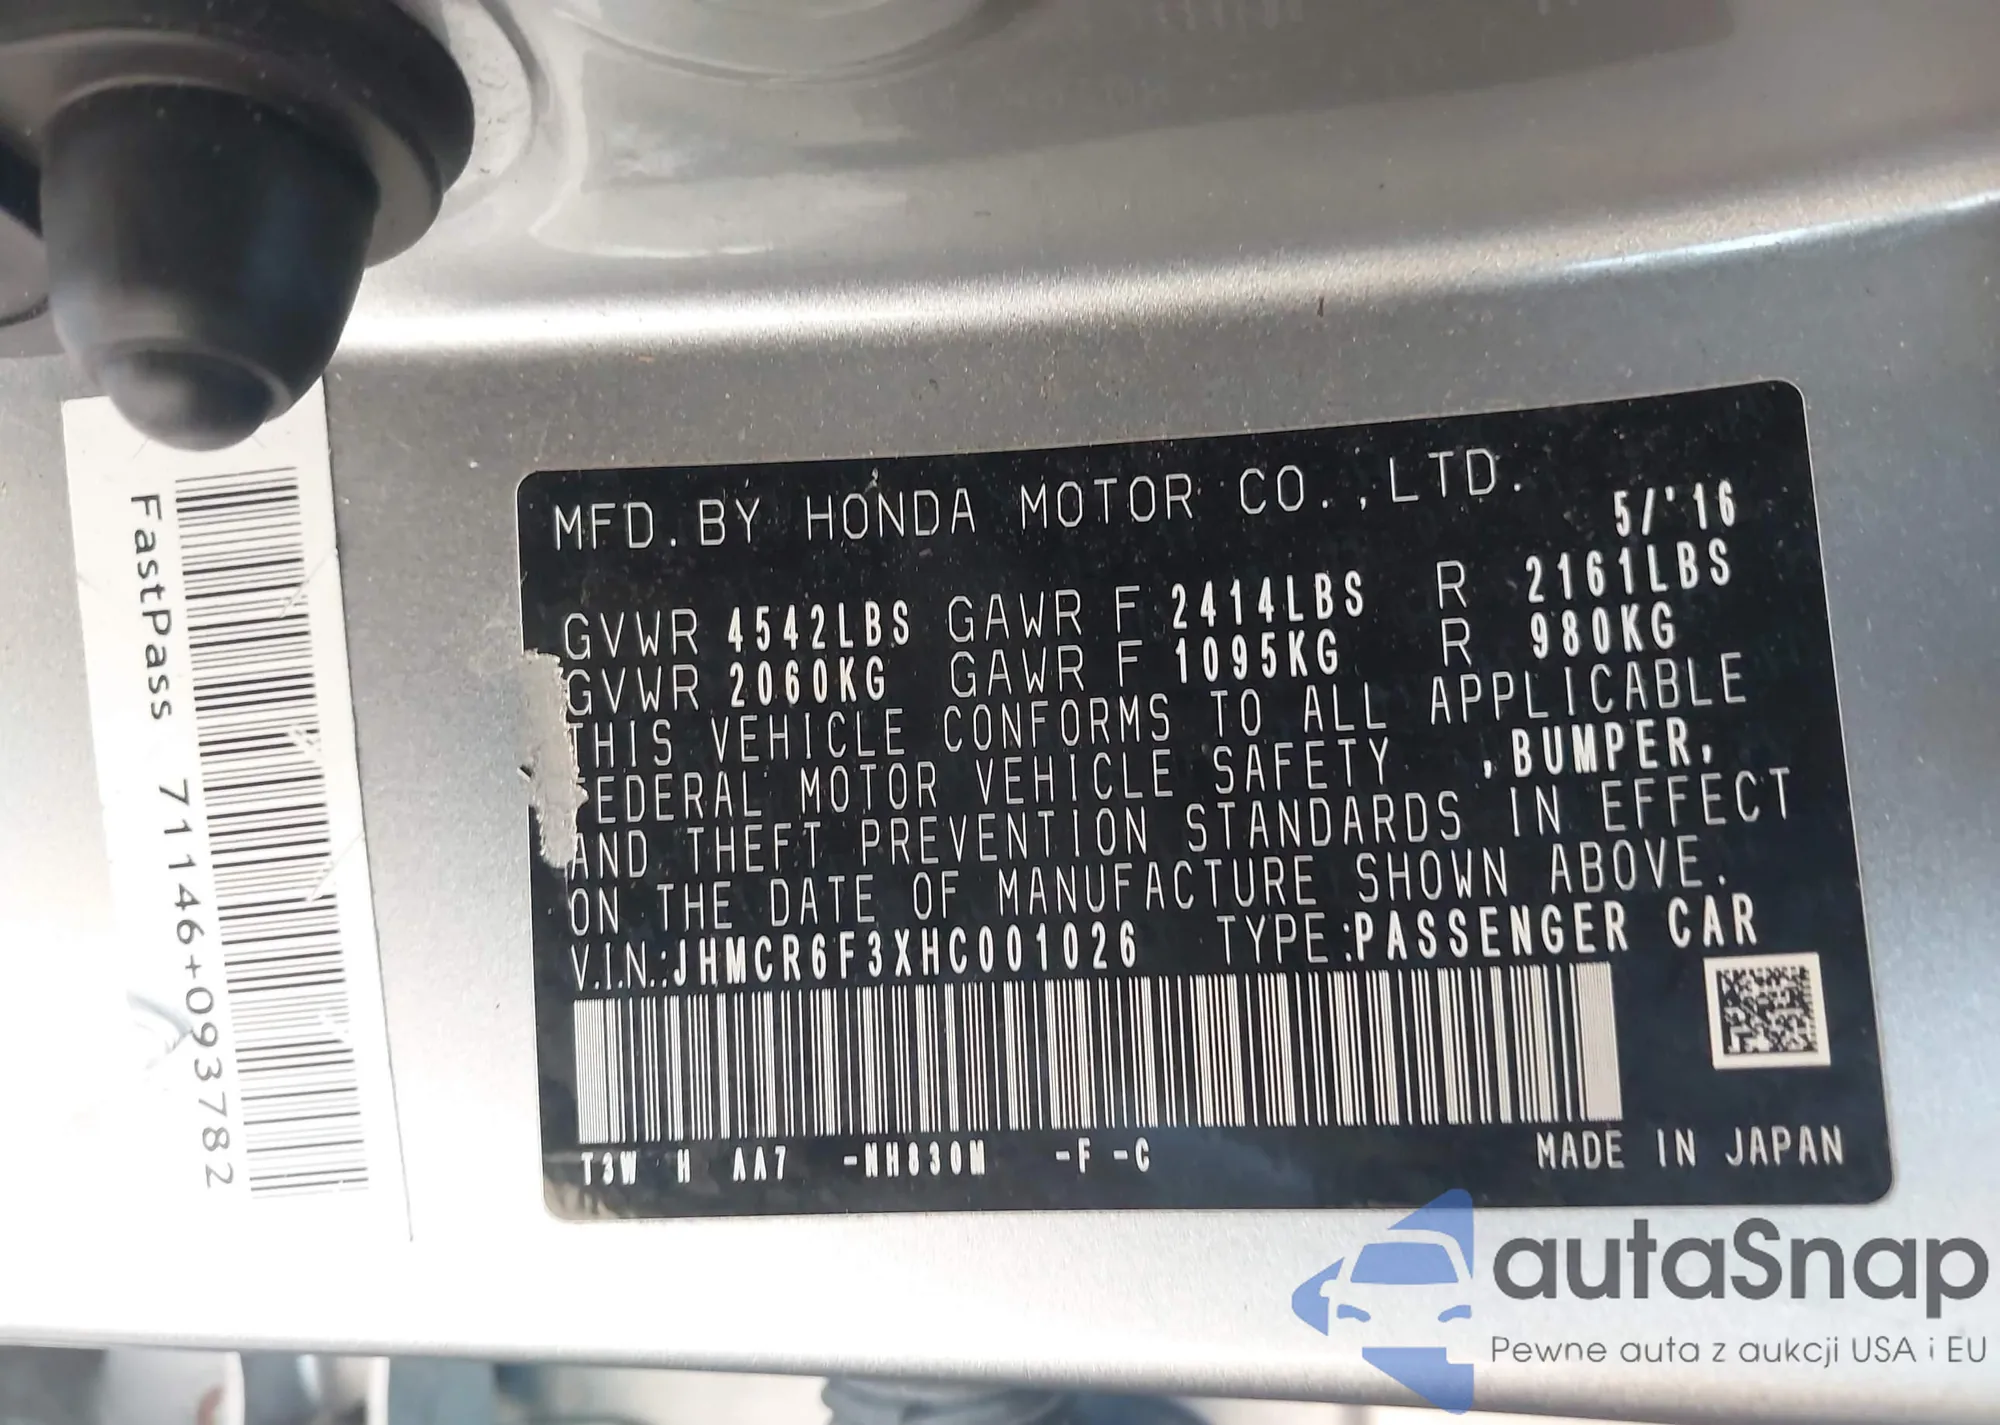 FastPass 71146+093782
MFD. BY HONDA MOTOR CO., LTD. 5/'16
GVWR 4542LBS GAWR F 2414LBS R 2161LBS
GVWR 2060KG GAWR F 1095KG R 980KG
THIS VEHICLE CONFORMS TO ALL APPLICABLE
FEDERAL MOTOR VEHICLE SAFETY ,BUMPER,
AND THEFT PREVENTION STANDARDS IN EFFECT
ON THE DATE OF MANUFACTURE SHOWN ABOVE.
V.I.N.:JHMCR6F3XHC001026 TYPE:PASSENGER CAR
T3W H AA7 -NH830M -F -C
MADE IN JAPAN
autaSnap
Pewne auta z aukcji USA i EU